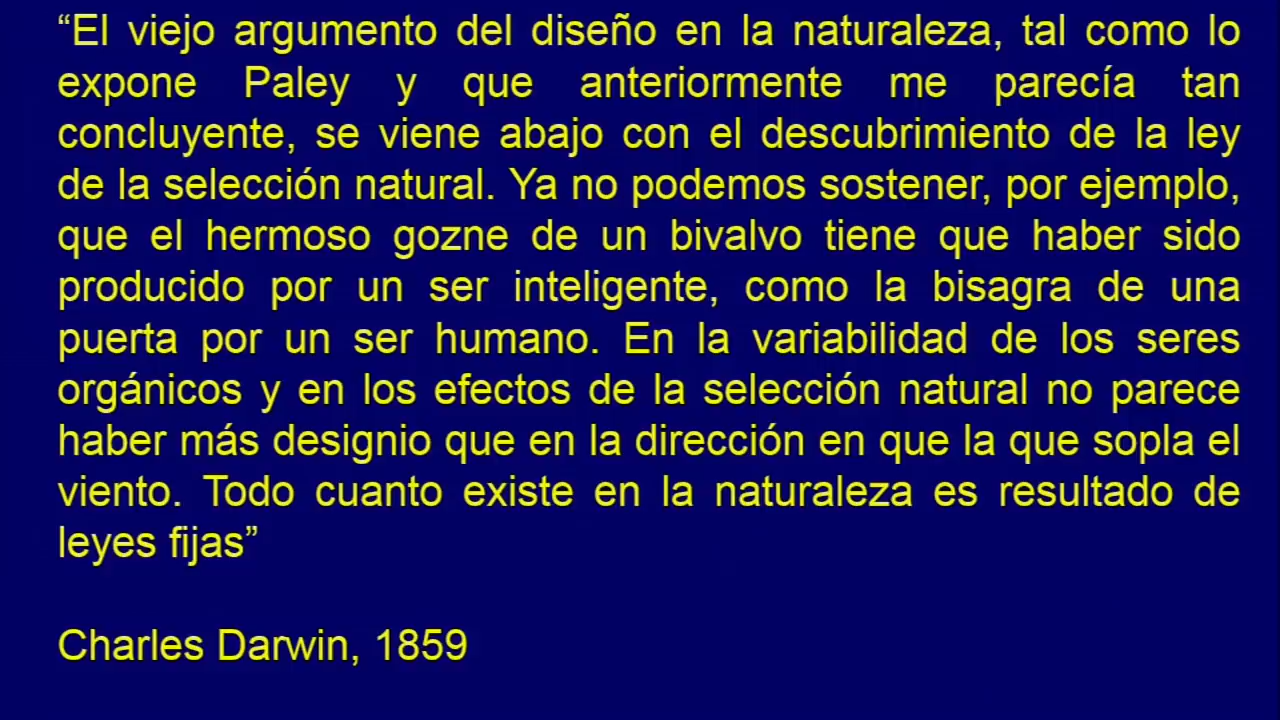 “El viejo argumento del diseño en la naturaleza, tal como lo
expone Paley y que anteriormente me parecía tan
concluyente, se viene abajo con el descubrimiento de la ley
de la selección natural. Ya no podemos sostener, por ejemplo,
que el hermoso gozne de un bivalvo tiene que haber sido
producido por un ser inteligente, como la bisagra de una
puerta por un ser humano. En la variabilidad de los seres
orgánicos y en los efectos de la selección natural no parece
haber más designio que en la dirección en que la que sopla el
viento. Todo cuanto existe en la naturaleza es resultado de
leyes fijas”
Charles Darwin, 1859